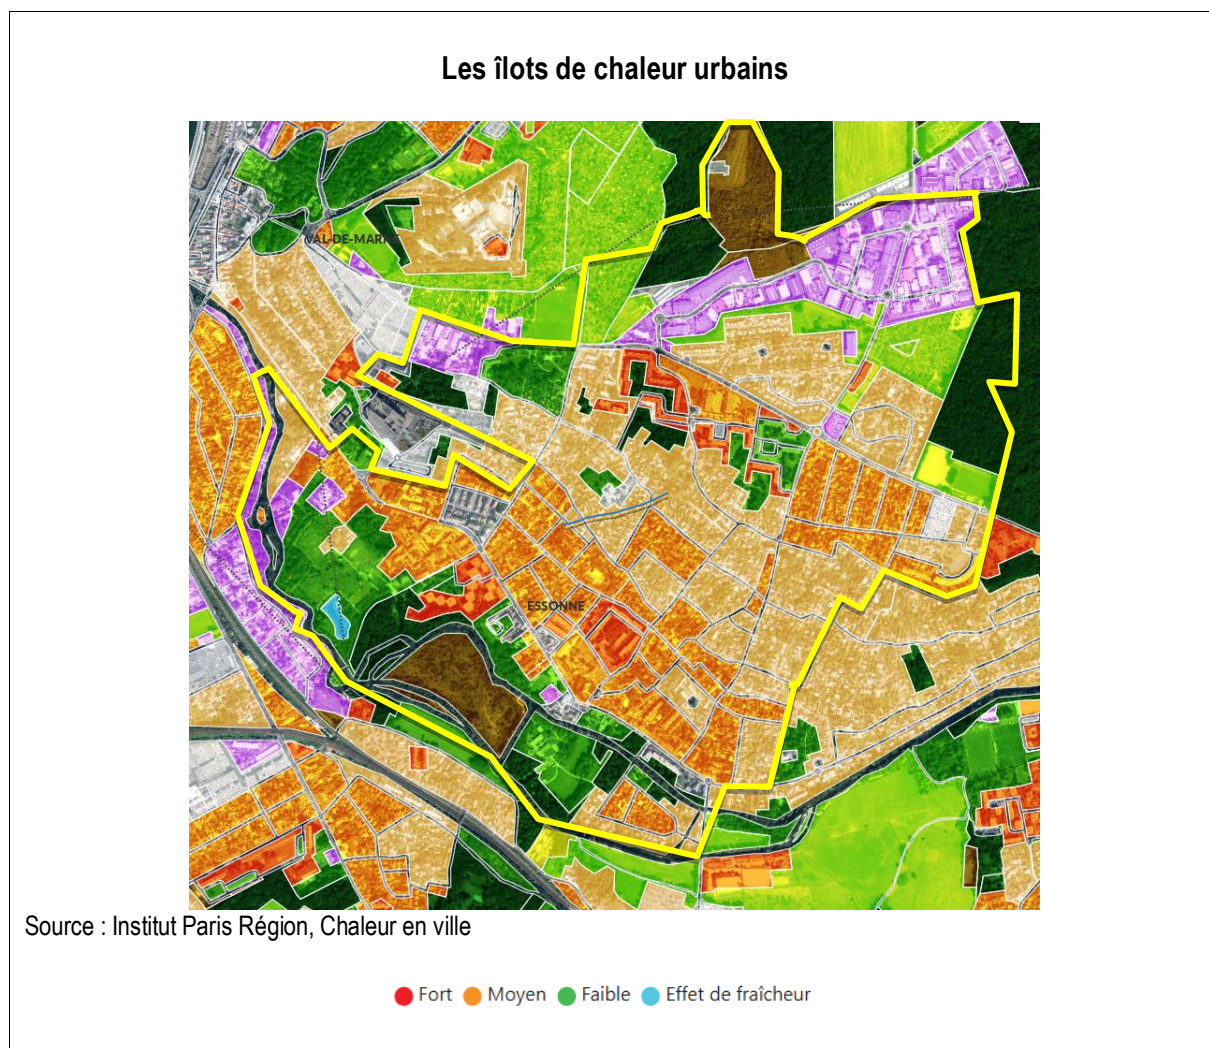 Les îlots de chaleur urbains
VAL-DE-MARNE
ESSONNE
Source : Institut Paris Région, Chaleur en ville
Fort Moyen Faible Effet de fraîcheur